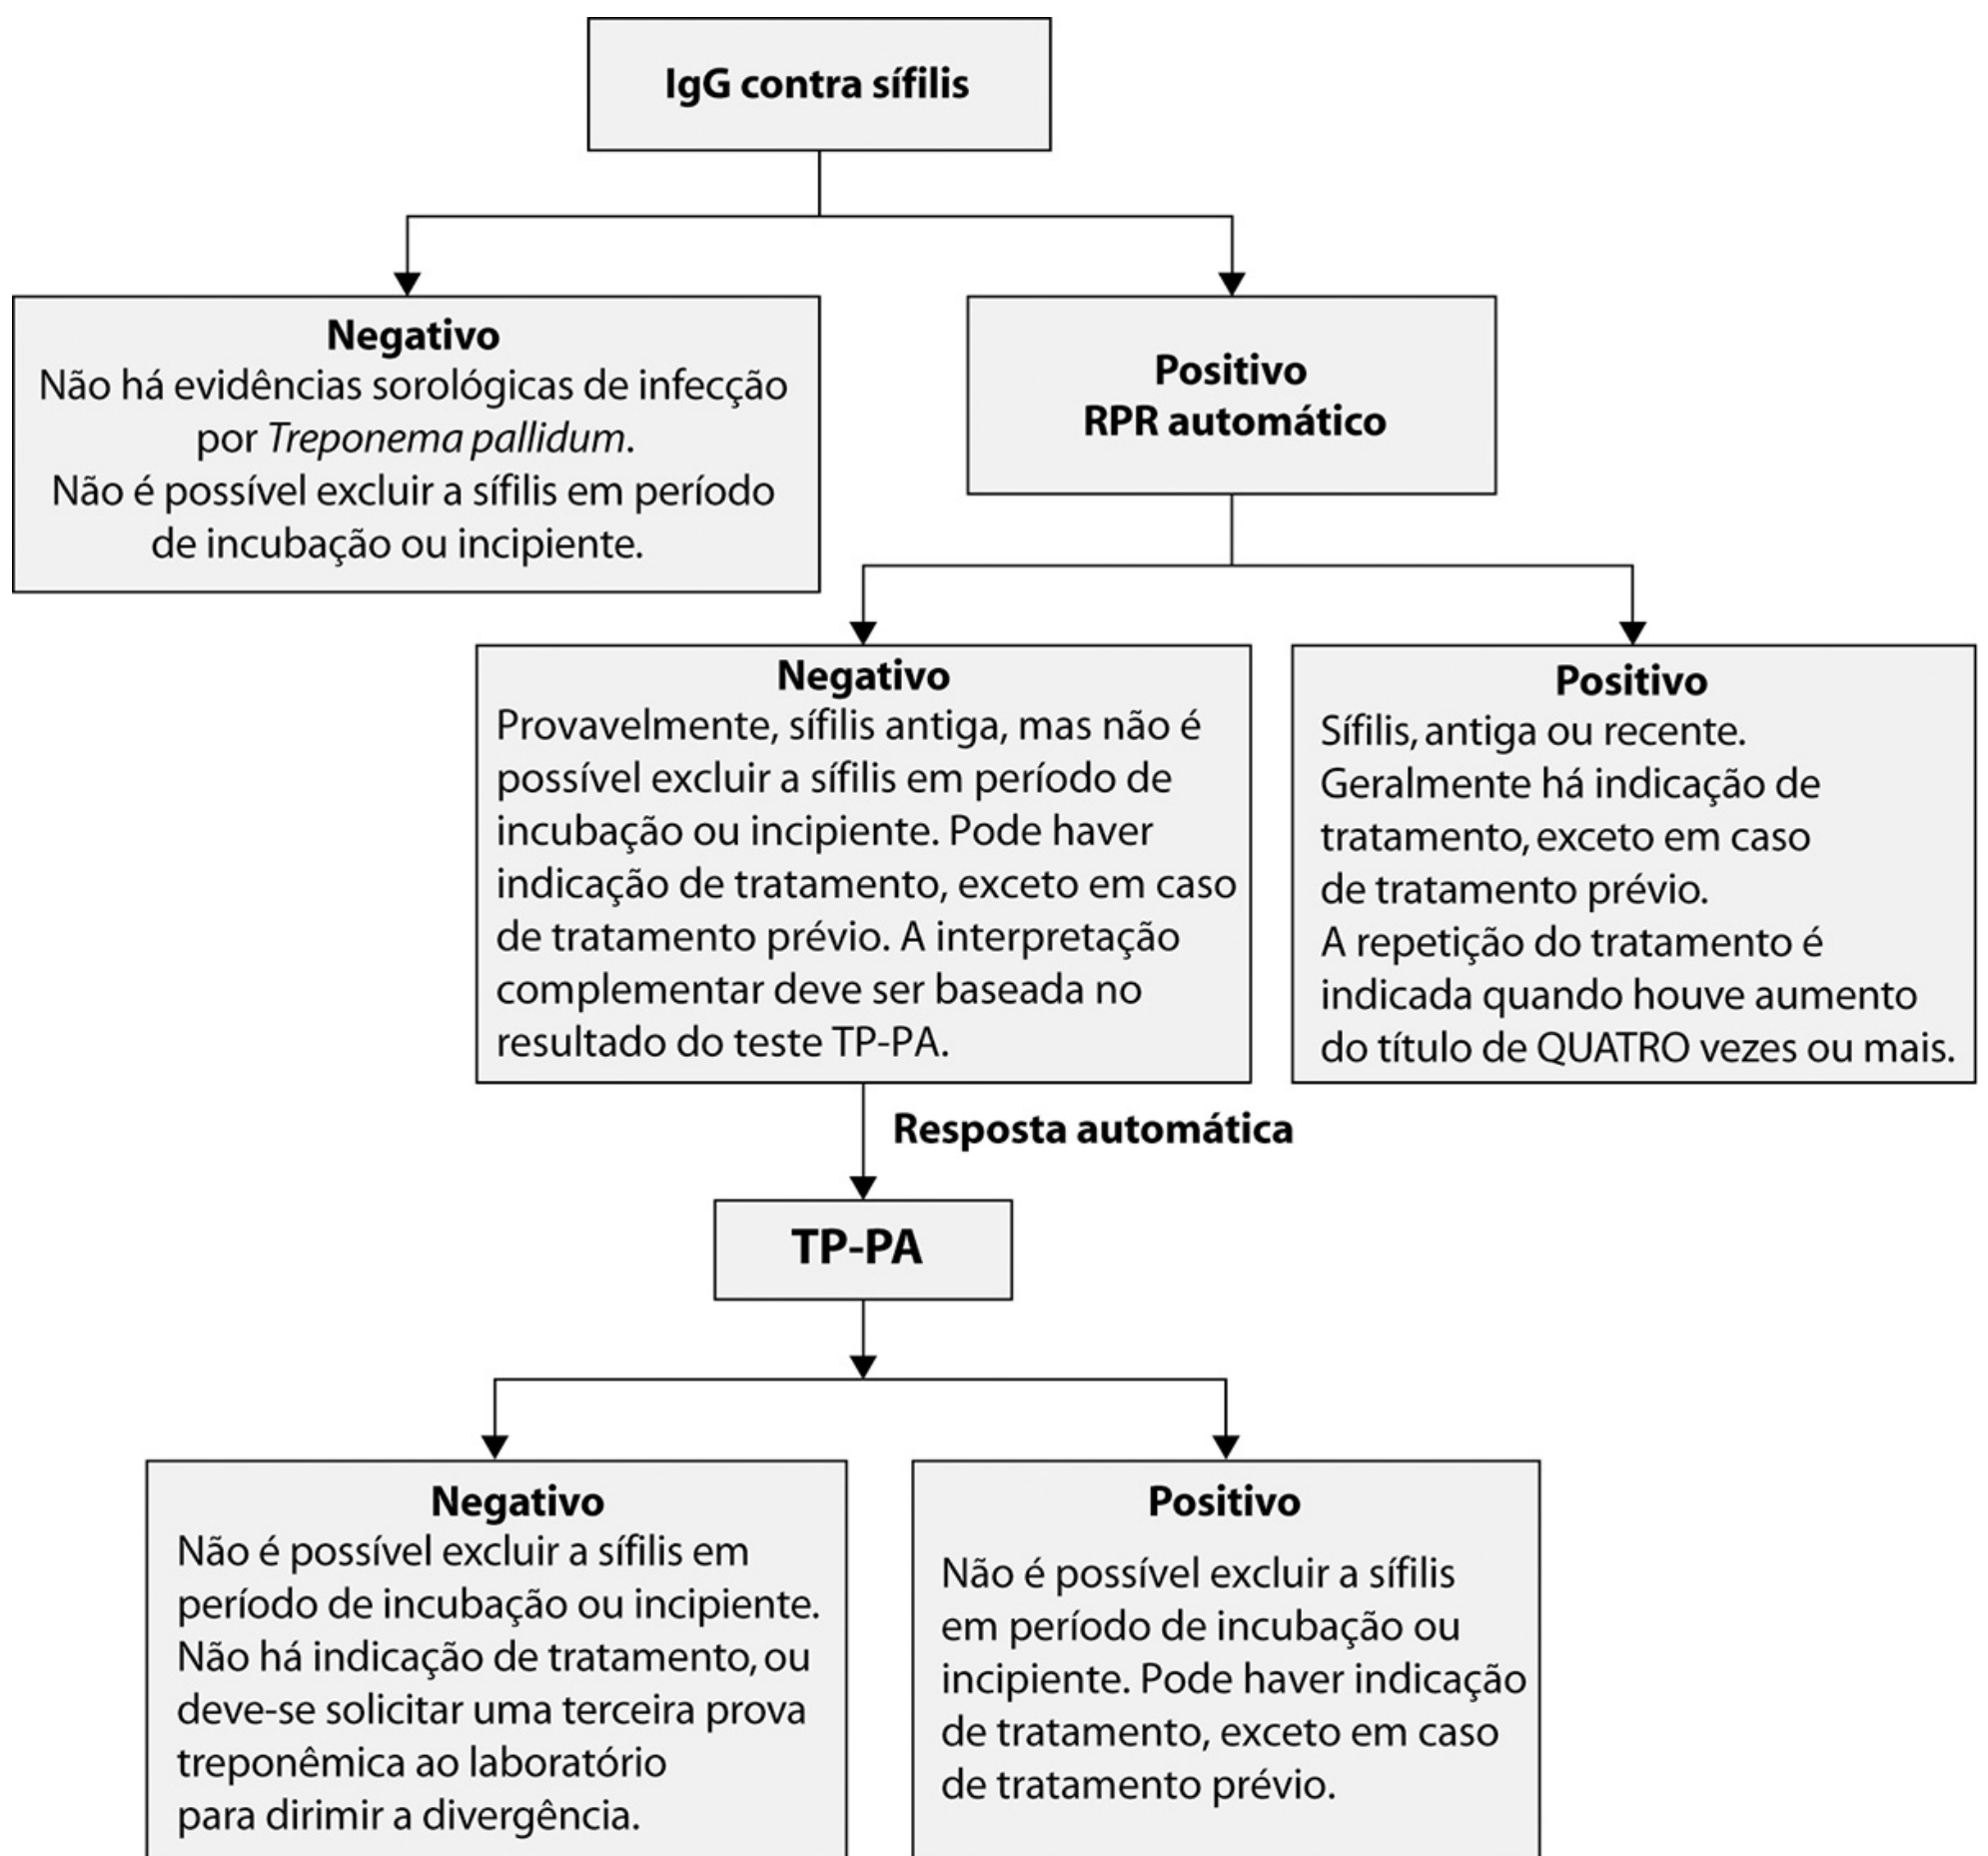 IgG contra sífilis
Negativo
Não há evidências sorológicas de infecção
por Treponema pallidum.
Não é possível excluir a sífilis em período
de incubação ou incipiente.
Positivo
RPR automático
Negativo
Provavelmente, sífilis antiga, mas não é
possível excluir a sífilis em período de
incubação ou incipiente. Pode haver
indicação de tratamento, exceto em caso
de tratamento prévio. A interpretação
complementar deve ser baseada no
resultado do teste TP-PA.
Positivo
Sífilis, antiga ou recente.
Geralmente há indicação de
tratamento, exceto em caso
de tratamento prévio.
A repetição do tratamento é
indicada quando houve aumento
do título de QUATRO vezes ou mais.
Resposta automática
TP-PA
Negativo
Não é possível excluir a sífilis em
período de incubação ou incipiente.
Não há indicação de tratamento, ou
deve-se solicitar uma terceira prova
treponêmica ao laboratório
para dirimir a divergência.
Positivo
Não é possível excluir a sífilis
em período de incubação ou
incipiente. Pode haver indicação
de tratamento, exceto em caso
de tratamento prévio.